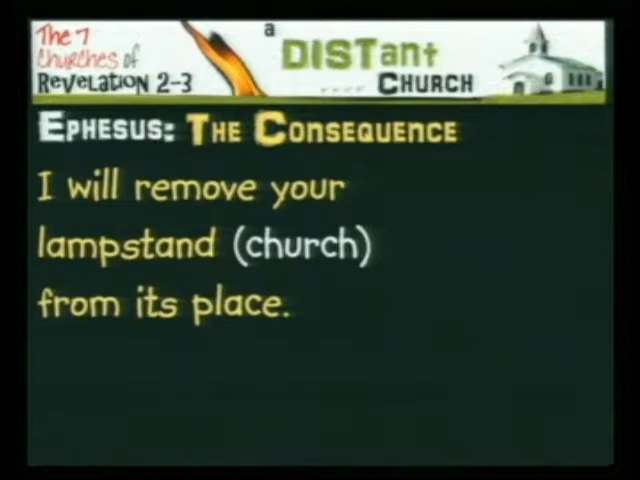 The 7
Churches of
Revelation 2-3
a
DISTant
.... Church
Ephesus: The Consequence
I will remove your
lampstand (church)
from its place.